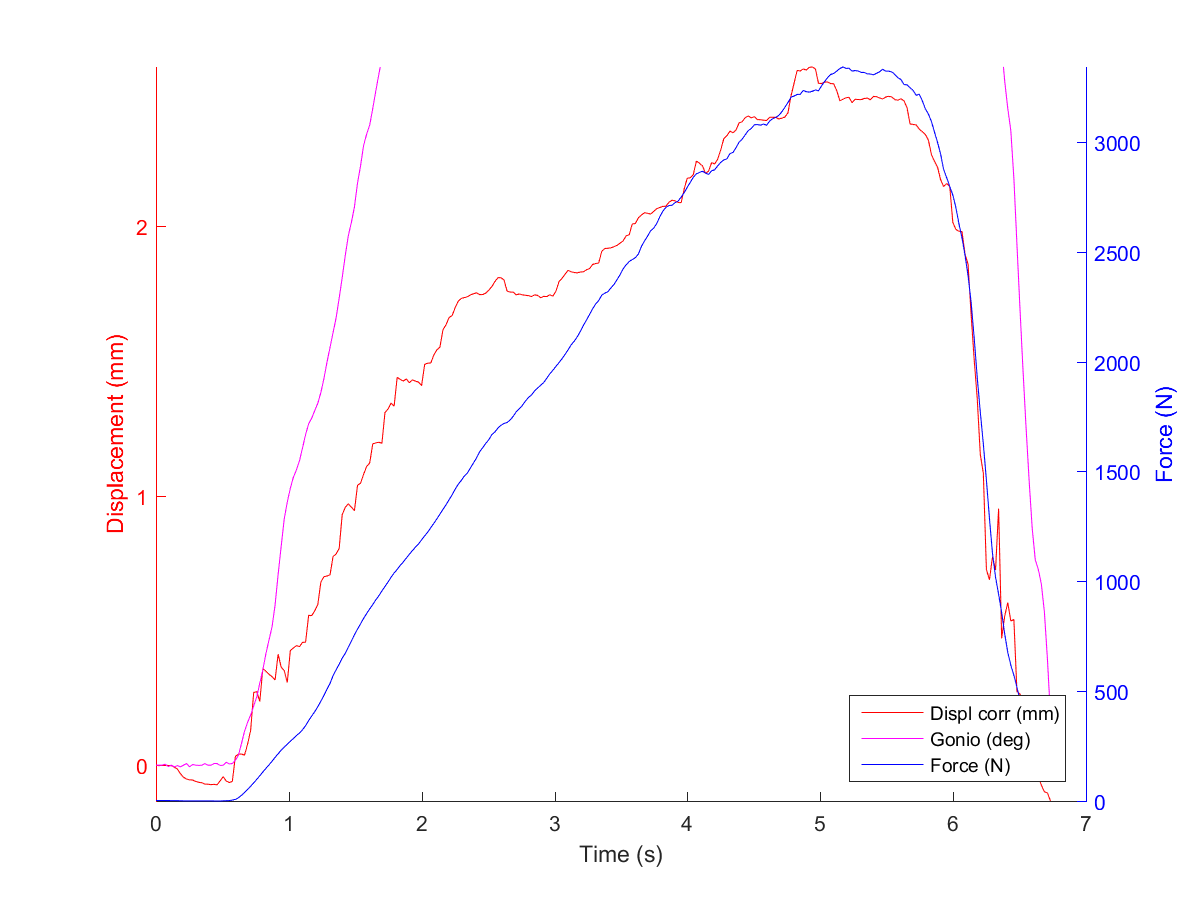 Displacement (mm)
2
1
0
3000
2500
2000
1500
1000
500
0
Force (N)
Displ corr (mm)
Gonio (deg)
Force (N)
0 1 2 3 4 5 6 7
Time (s)